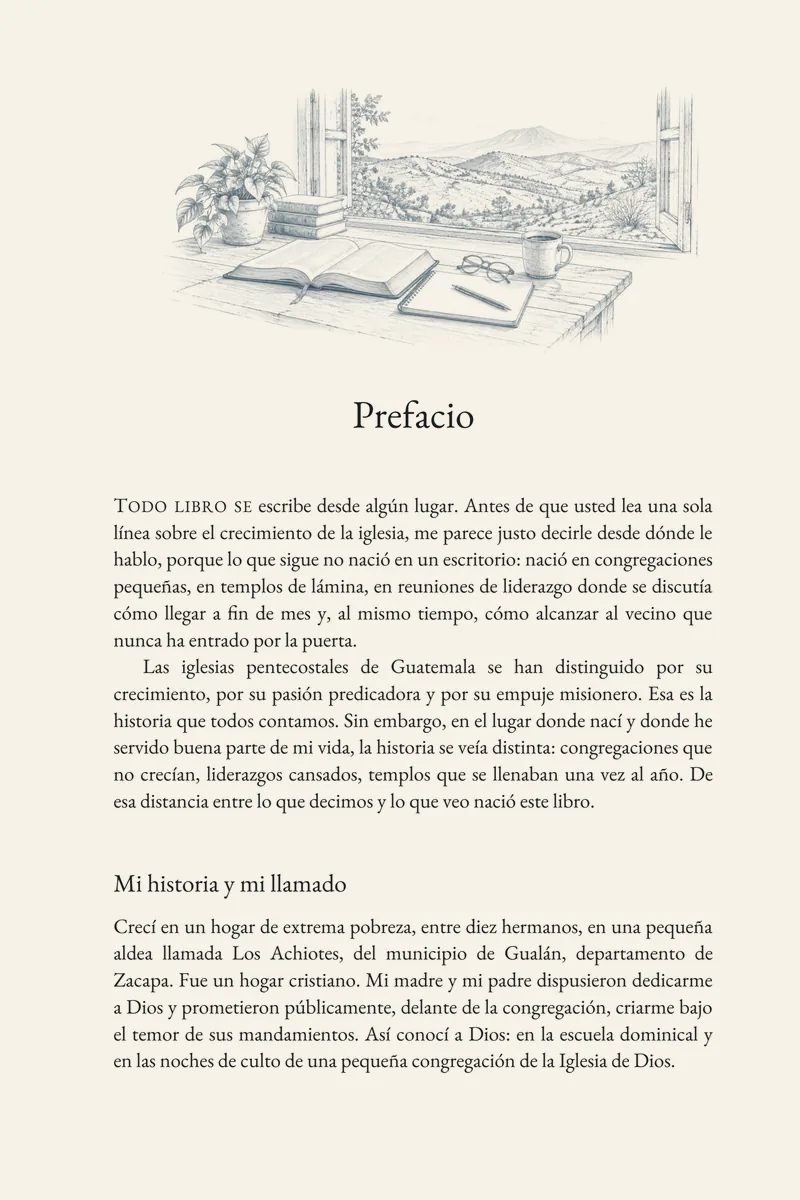 Prefacio
TODO LIBRO SE escribe desde algún lugar. Antes de que usted lea una sola
línea sobre el crecimiento de la iglesia, me parece justo decirle desde dónde le
hablo, porque lo que sigue no nació en un escritorio: nació en congregaciones
pequeñas, en templos de lámina, en reuniones de liderazgo donde se discutía
cómo llegar a fin de mes y, al mismo tiempo, cómo alcanzar al vecino que
nunca ha entrado por la puerta.
Las iglesias pentecostales de Guatemala se han distinguido por su
crecimiento, por su pasión predicadora y por su empuje misionero. Esa es la
historia que todos contamos. Sin embargo, en el lugar donde nací y donde he
servido buena parte de mi vida, la historia se veía distinta: congregaciones que
no crecían, liderazgos cansados, templos que se llenaban una vez al año. De
esa distancia entre lo que decimos y lo que veo nació este libro.
Mi historia y mi llamado
Crecí en un hogar de extrema pobreza, entre diez hermanos, en una pequeña
aldea llamada Los Achiotes, del municipio de Gualán, departamento de
Zacapa. Fue un hogar cristiano. Mi madre y mi padre dispusieron dedicarme
a Dios y prometieron públicamente, delante de la congregación, criarme bajo
el temor de sus mandamientos. Así conocí a Dios: en la escuela dominical y
en las noches de culto de una pequeña congregación de la Iglesia de Dios.